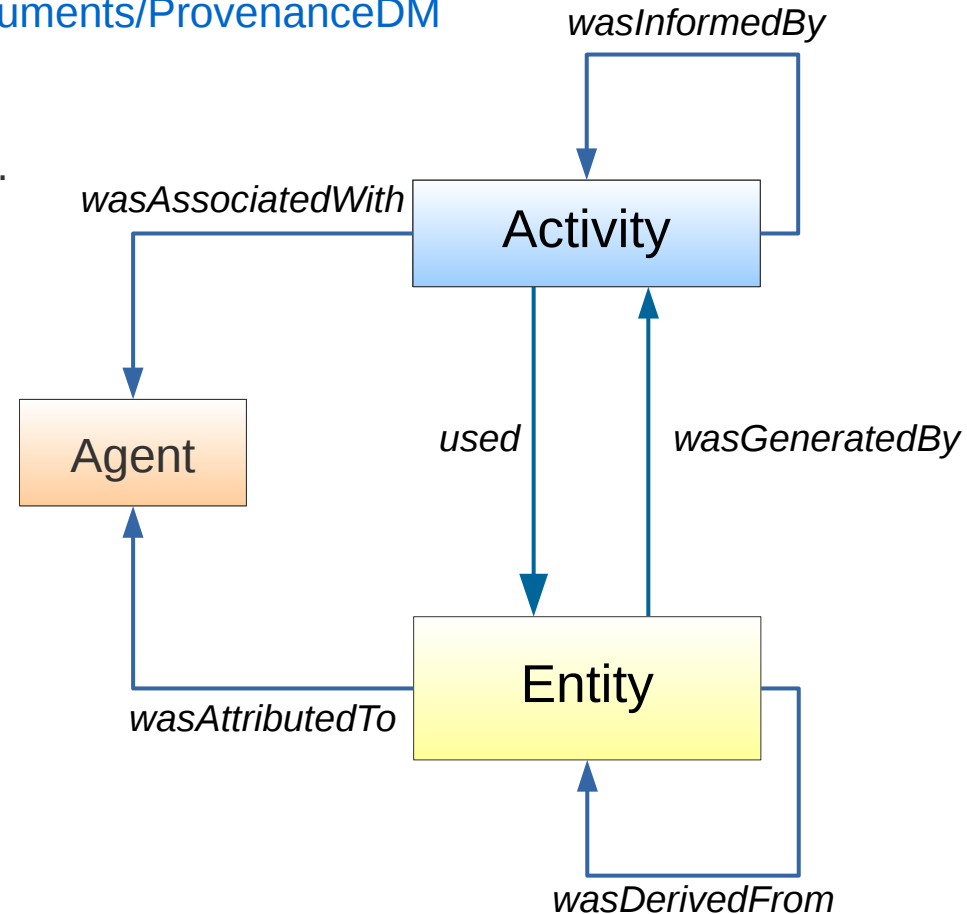 uments/ProvenanceDM
wasInformedBy
.
wasAssociatedWith
Activity
used
wasGeneratedBy
Agent
Entity
wasAttributedTo
wasDerivedFrom